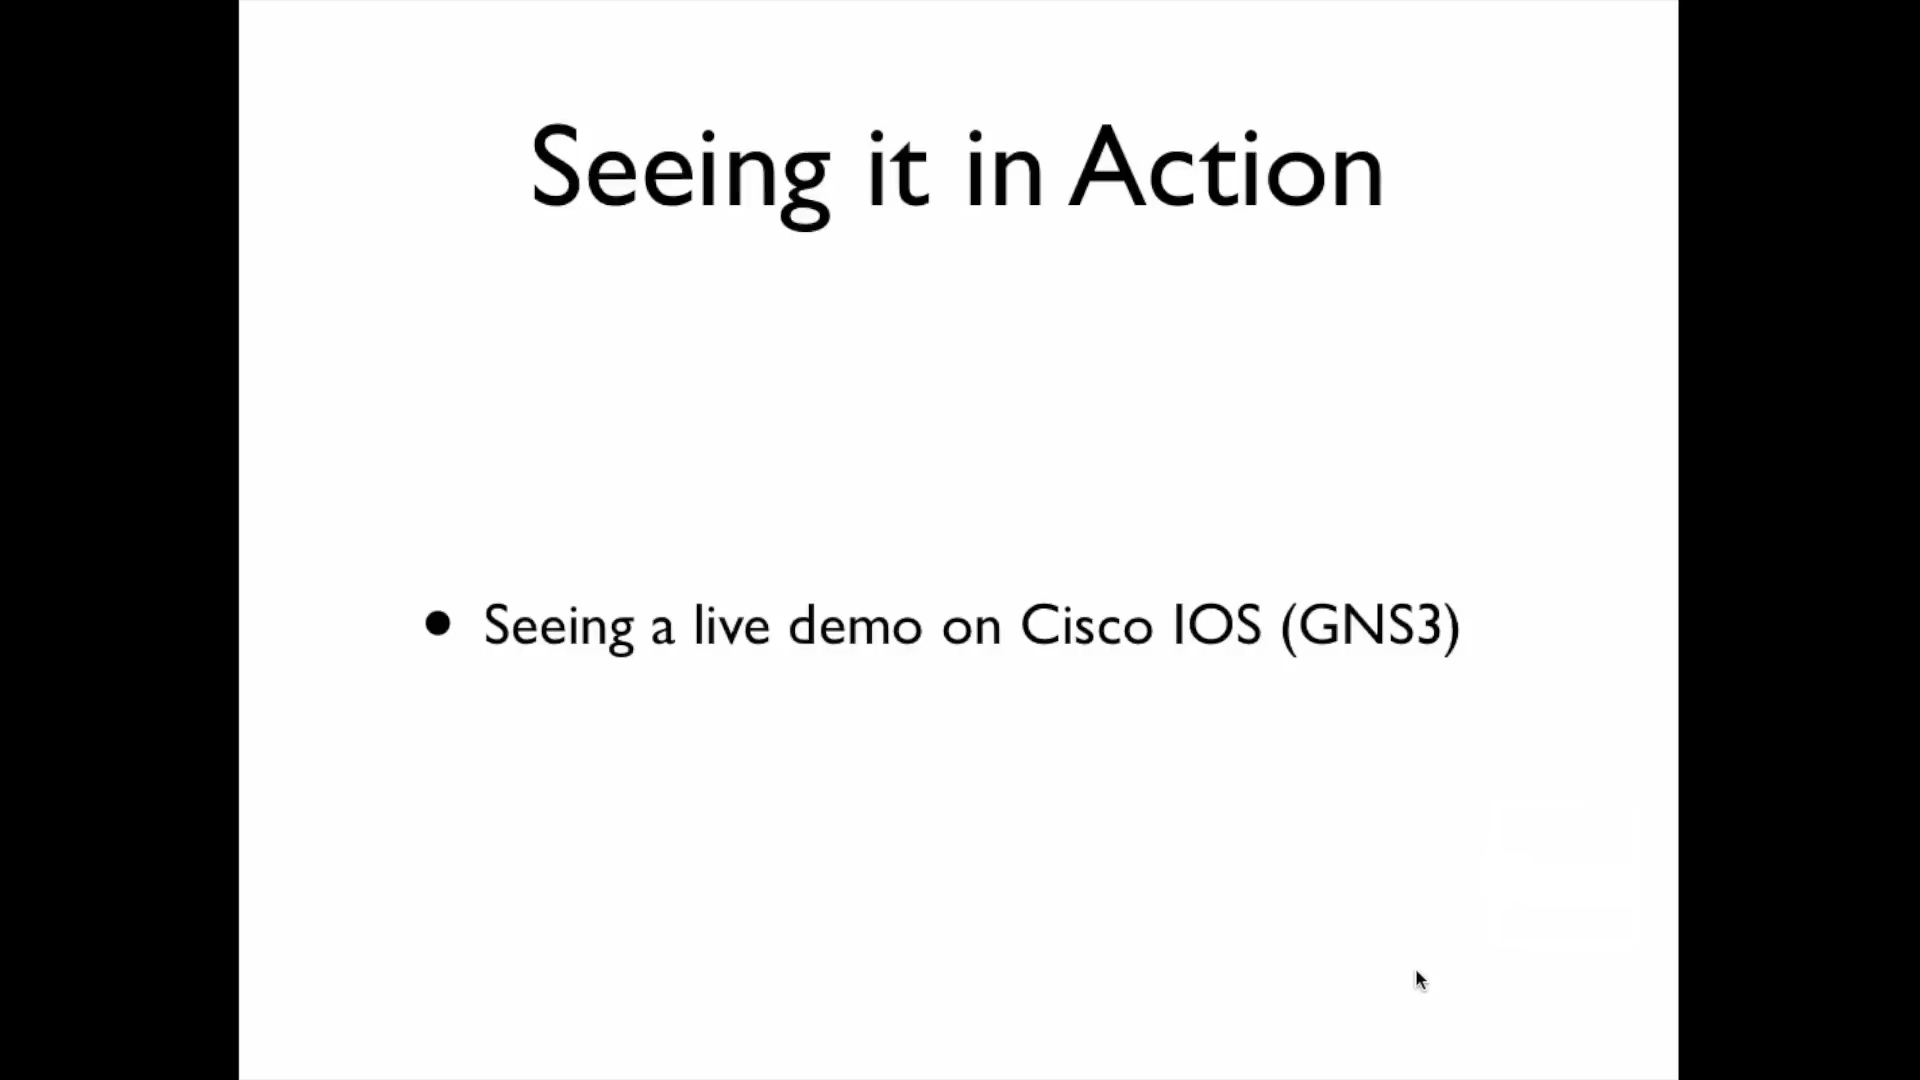 Seeing it in Action
• Seeing a live demo on Cisco IOS (GNS3)